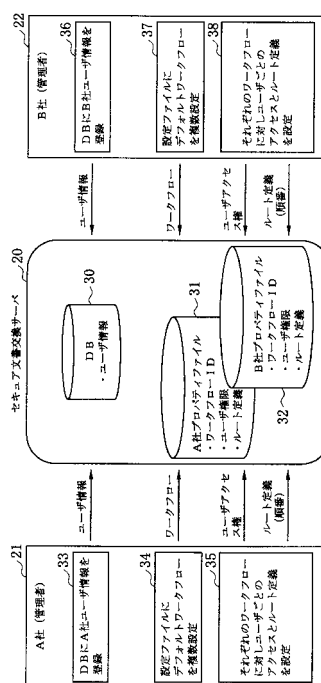 21
A社(管理者)
33
DBにA社ユーザ情報を
登録
34
設定ファイルに
デフォルトワークフロー
を複数設定
35
それぞれのワークフロー
に対しユーザごとの
アクセスとルート定義
を設定
ユーザ情報
ワークフロー
ユーザアクセ
ス権
ルート定義
(順番)
セキュア文書交換サーバ
20
30
DB
・ユーザ情報
31
A社プロパティファイル
・ワークフローID
・ユーザ権限
・ルート定義
B社プロパティファイル
・ワークフローID
・ユーザ権限
・ルート定義
32
ユーザ情報
ワークフロー
ユーザアクセ
ス権
ルート定義
(順番)
22
B社(管理者)
36
DBにB社ユーザ情報を
登録
37
設定ファイルに
デフォルトワークフロー
を複数設定
38
それぞれのワークフロー
に対しユーザごとの
アクセスとルート定義
を設定